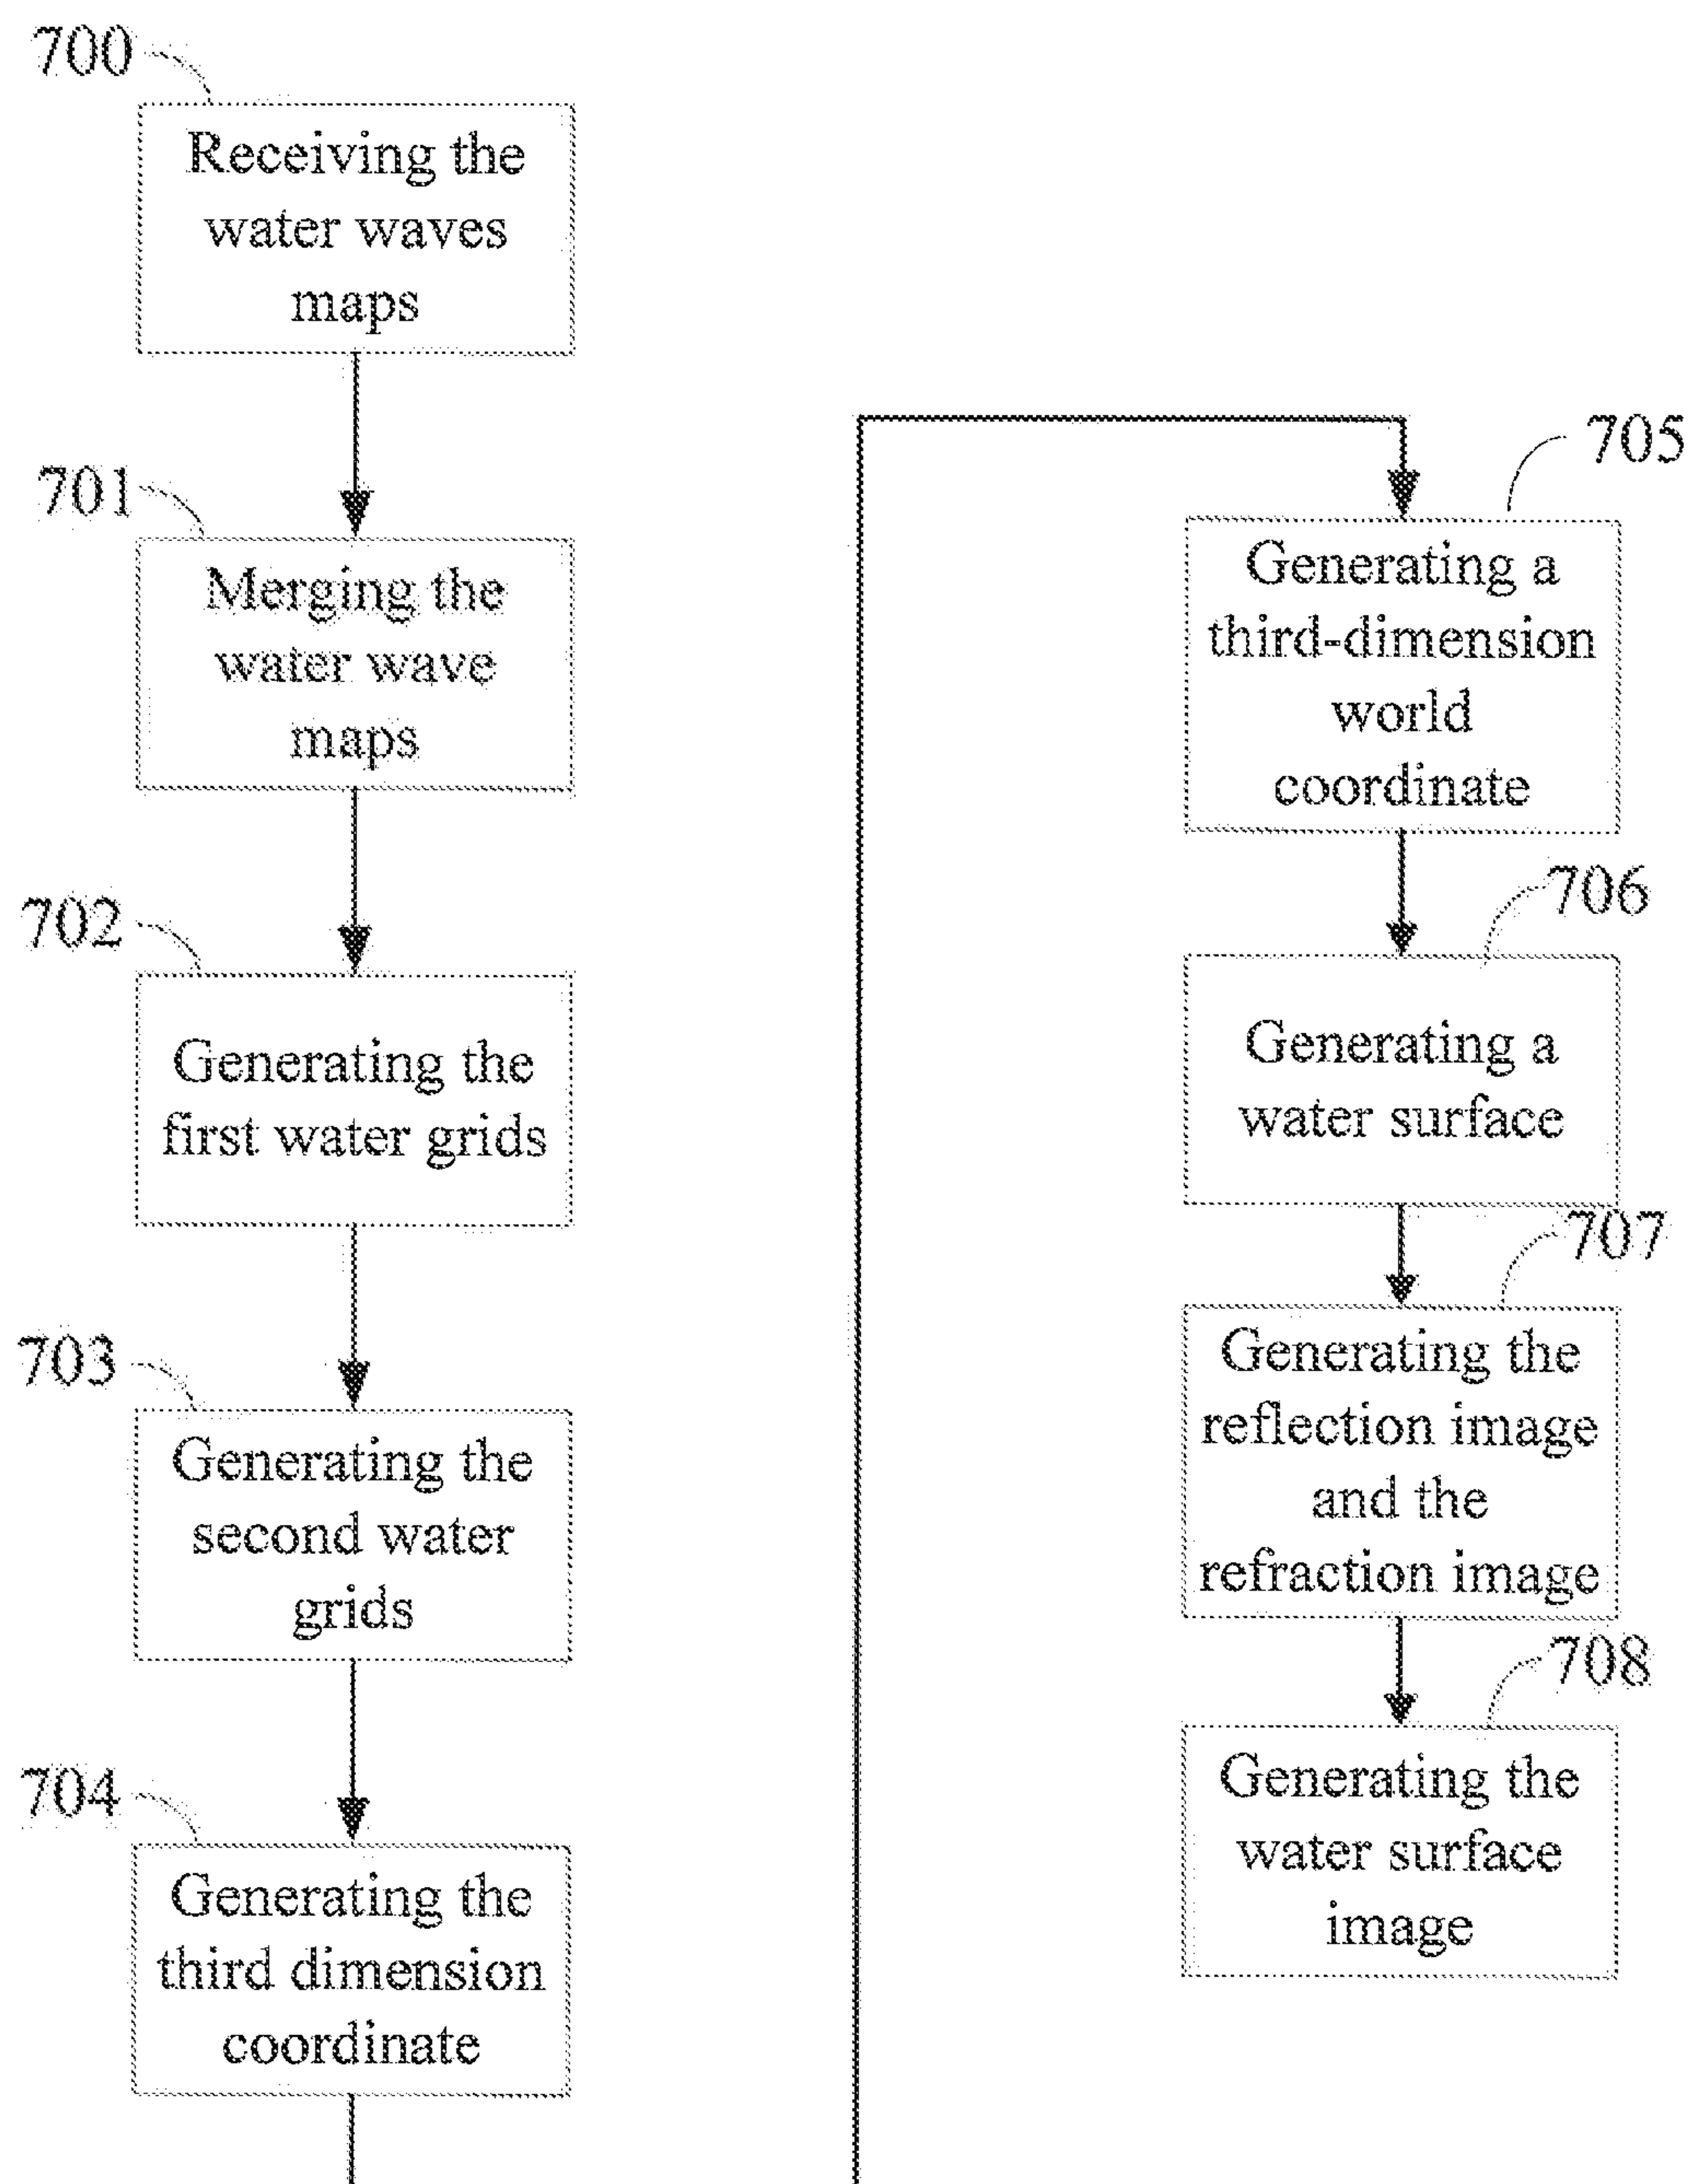 700
Receiving the
water waves
maps
701
Merging the
water wave
maps
702
Generating the
first water grids
703
Generating the
second water
grids
704
Generating the
third dimension
coordinate
705
Generating a
third-dimension
world
coordinate
706
Generating a
water surface
707
Generating the
reflection image
and the
refraction image
708
Generating the
water surface
image